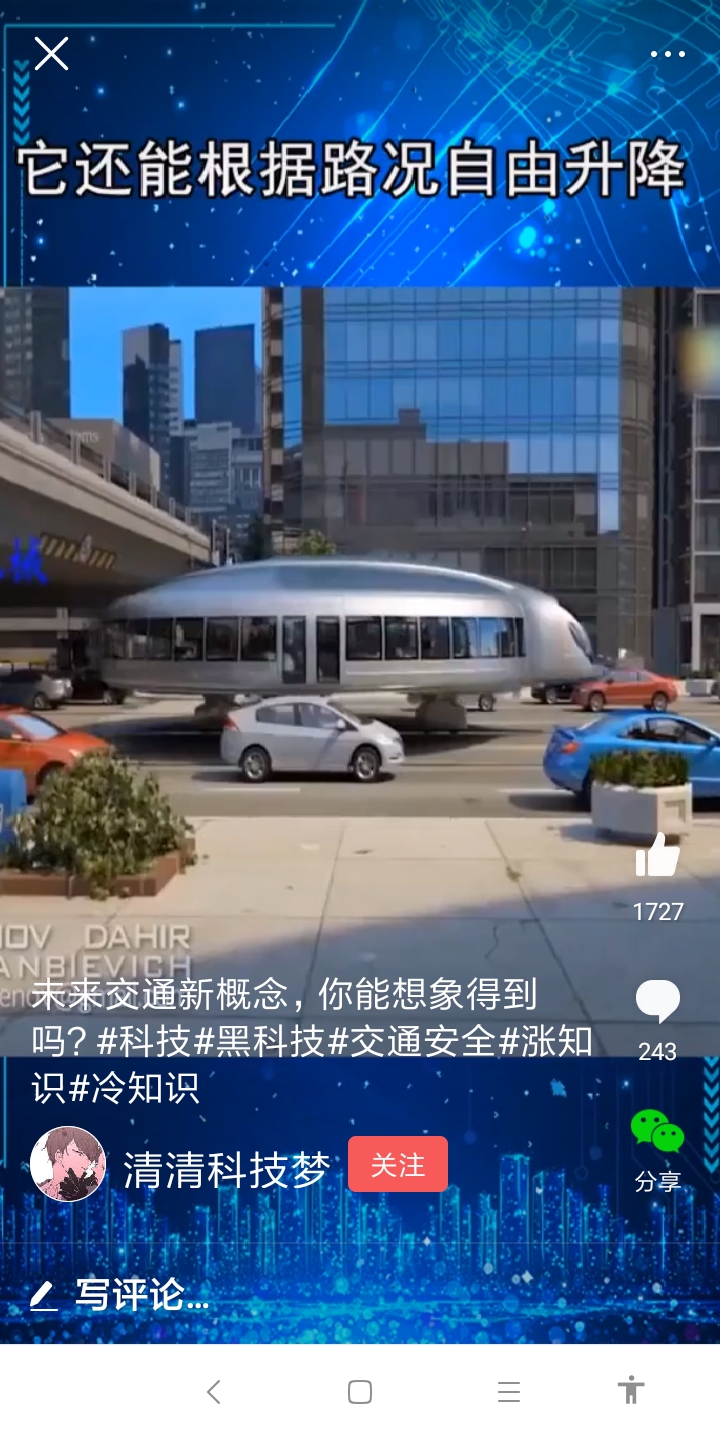 它还能根据路况自由升降
械
NOV DAHIR
ANBIEVICH
未来交通新概念，你能想象得到
吗？#科技#黑科技#交通安全#涨知
识#冷知识
1727
243
分享
清清科技梦
关注
写评论...